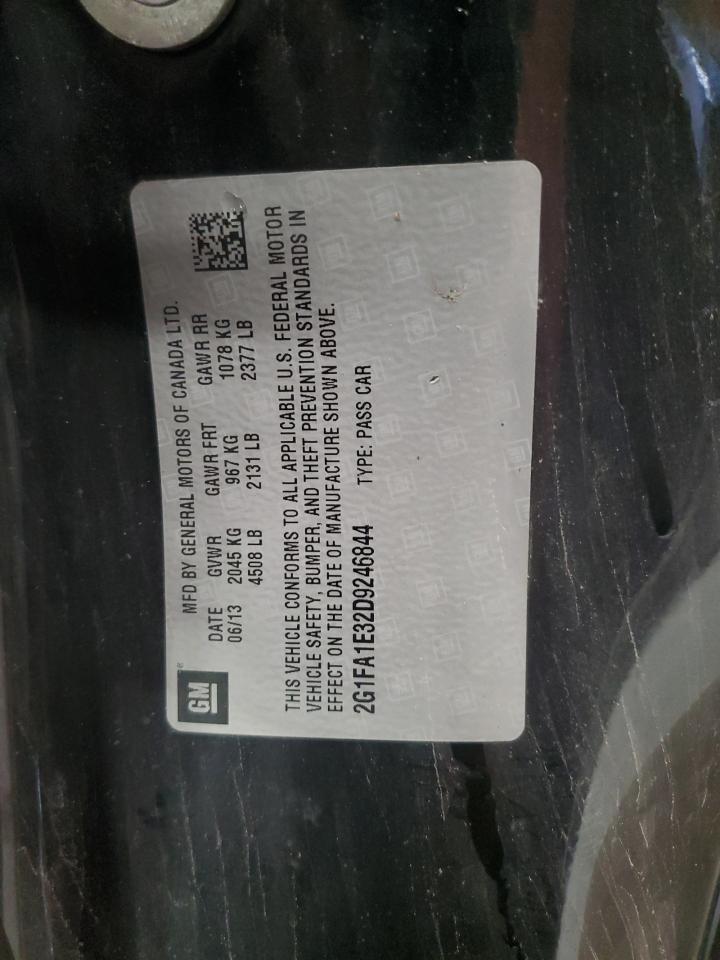 GM
MFD BY GENERAL MOTORS OF CANADA LTD.
DATE GVWR GAWR FRT GAWR RR
06/13 2045 KG 967 KG 1078 KG
4508 LB 2131 LB 2377 LB
THIS VEHICLE CONFORMS TO ALL APPLICABLE U.S. FEDERAL MOTOR
VEHICLE SAFETY, BUMPER, AND THEFT PREVENTION STANDARDS IN
EFFECT ON THE DATE OF MANUFACTURE SHOWN ABOVE.
2G1FA1E32D9246844 TYPE: PASS CAR